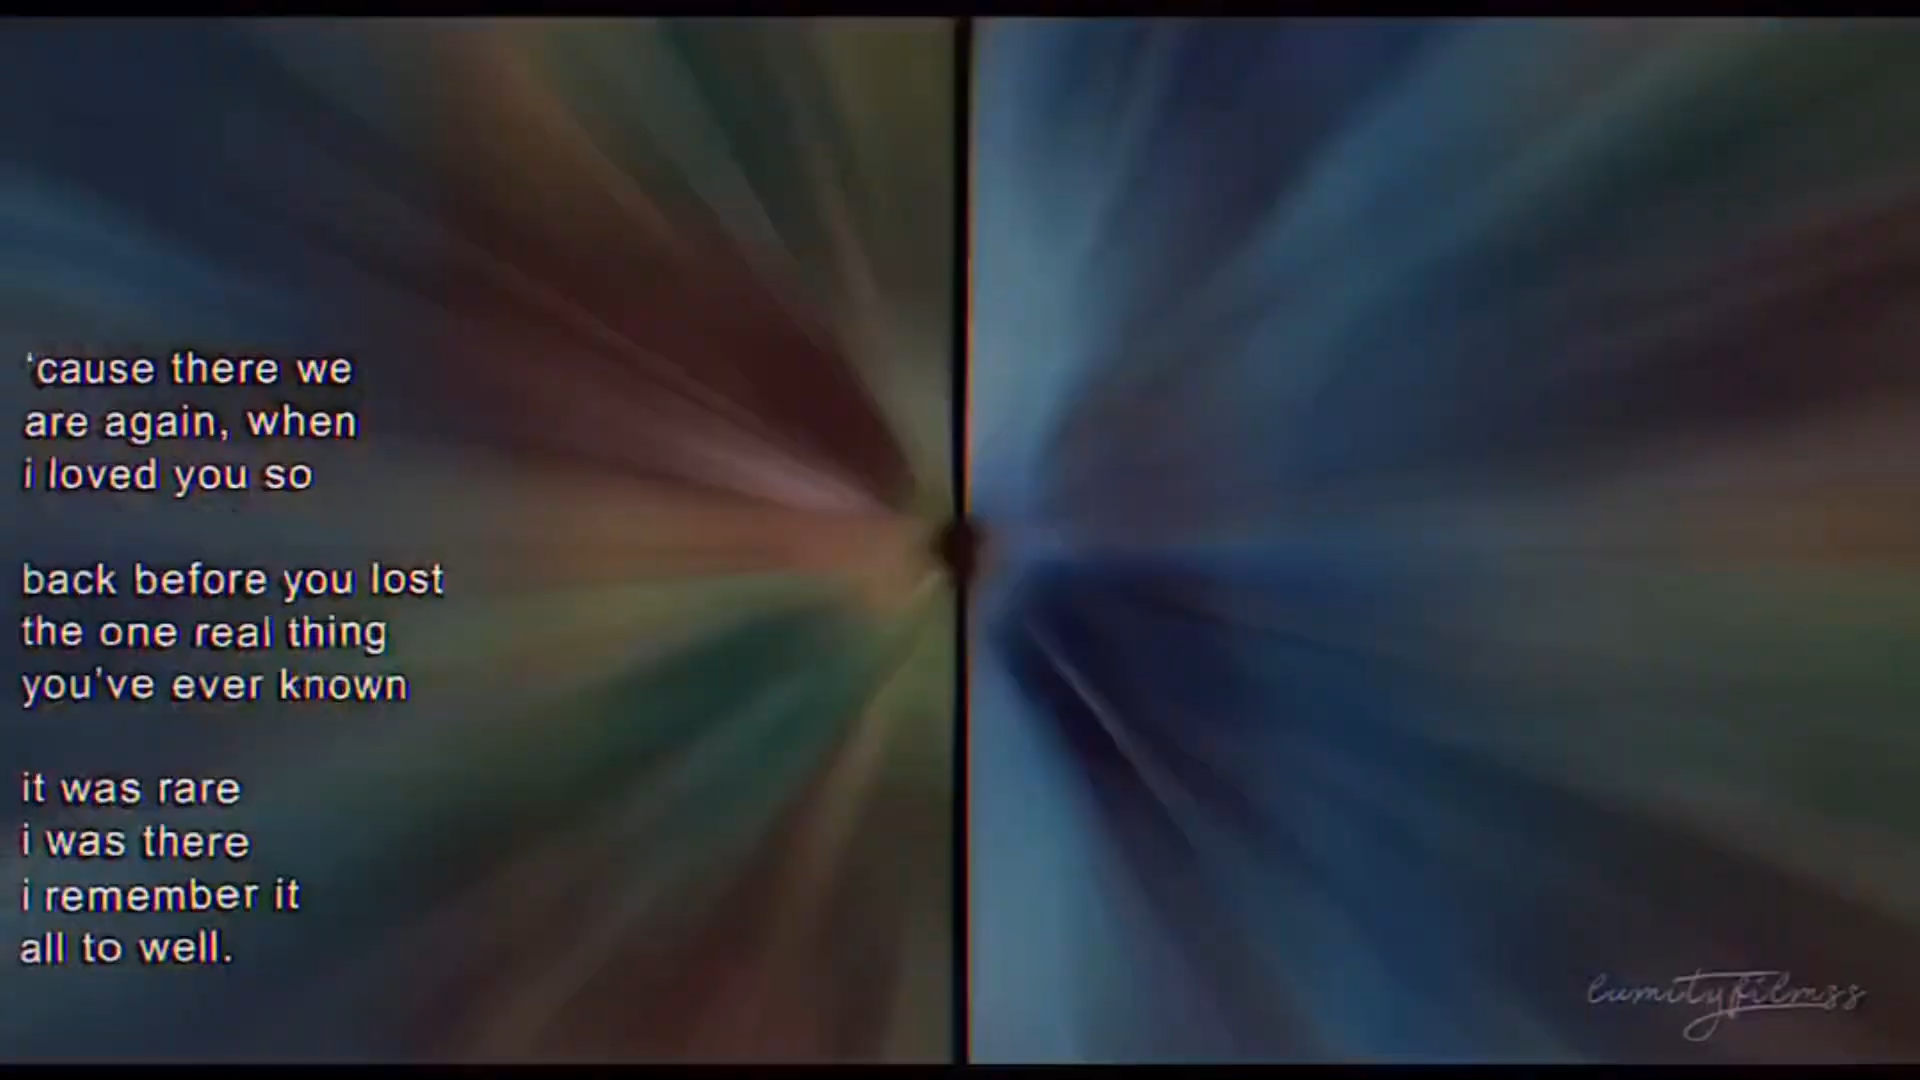 ‘cause there we
are again, when
i loved you so
back before you lost
the one real thing
you've ever known
it was rare
i was there
i remember it
all to well.
lumityfilmss